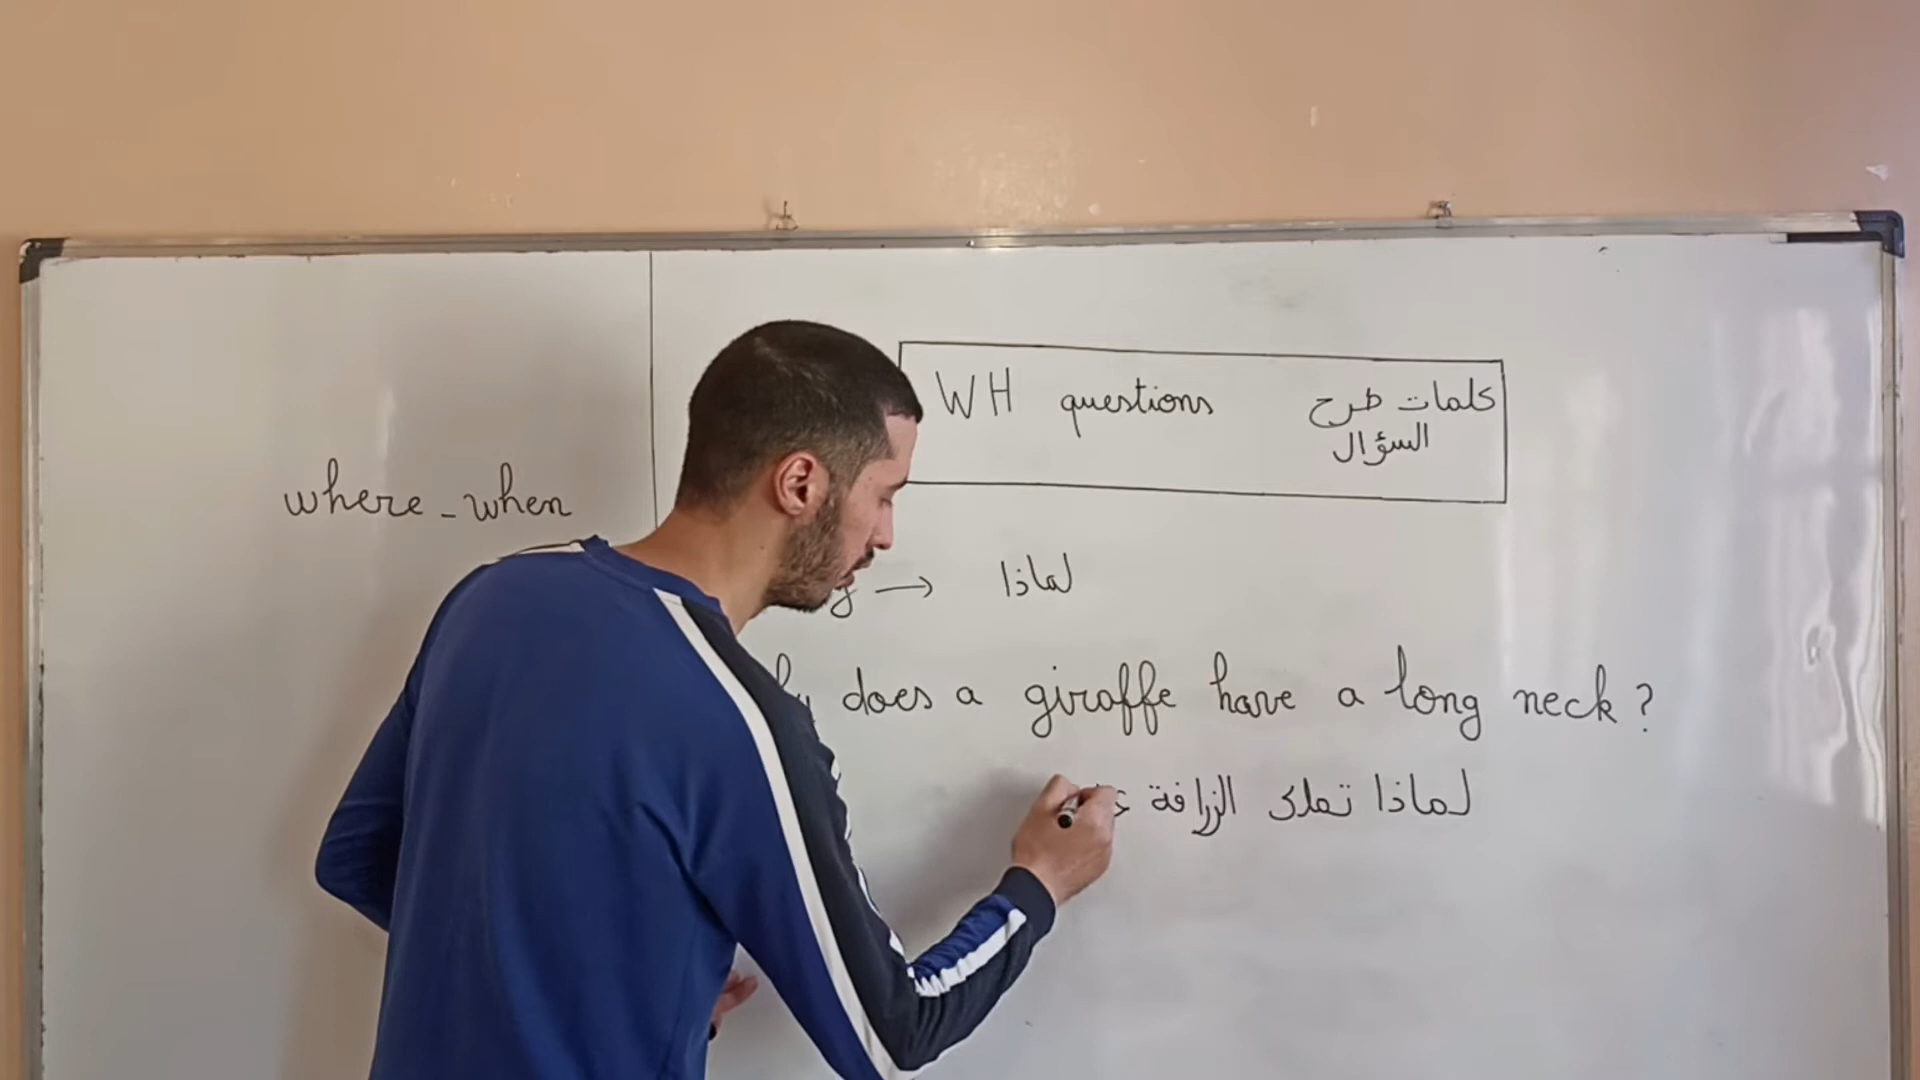 WH questions كلمات طرح
السؤال
where - when
→ لماذا
does a giraffe have a long neck?
لماذا تملك الزرافة